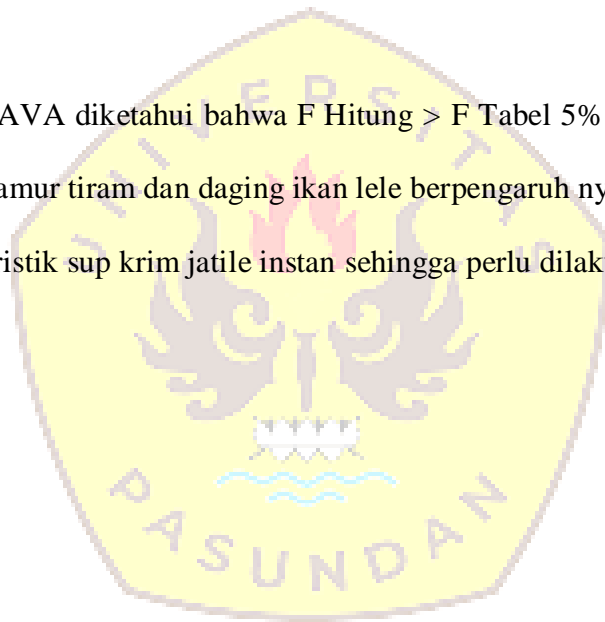 AVA diketahui bahwa F Hitung > F Tabel 5%
amur tiram dan daging ikan lele berpengaruh ny
ristik sup krim jatile instan sehingga perlu dilak
UNIVERSITAS
PASUNDAN